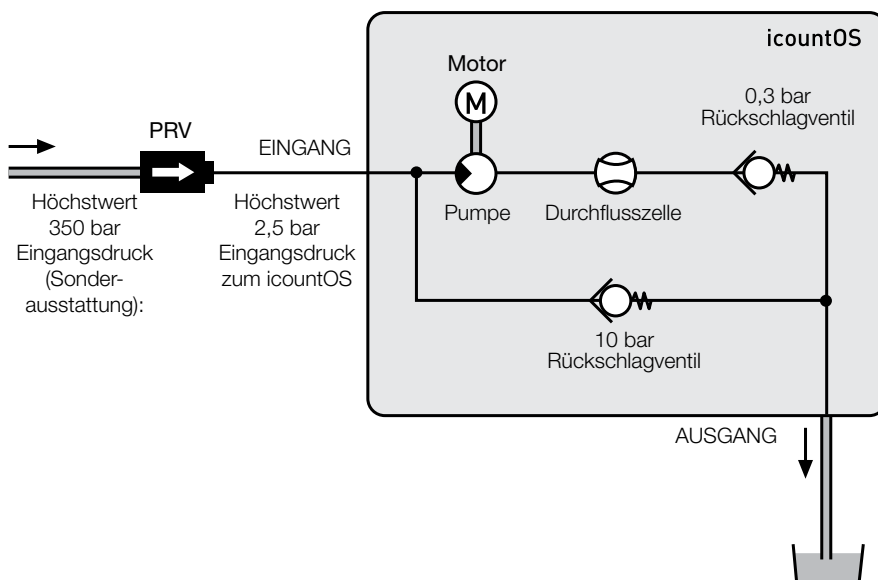 icountOS
Motor
M
0,3 bar
Rückschlagventil
PRV
EINGANG
Pumpe
Durchflusszelle
Höchstwert
350 bar
Eingangsdruck
(Sonder-
ausstattung):
Höchstwert
2,5 bar
Eingangsdruck
zum icountOS
10 bar
Rückschlagventil
AUSGANG